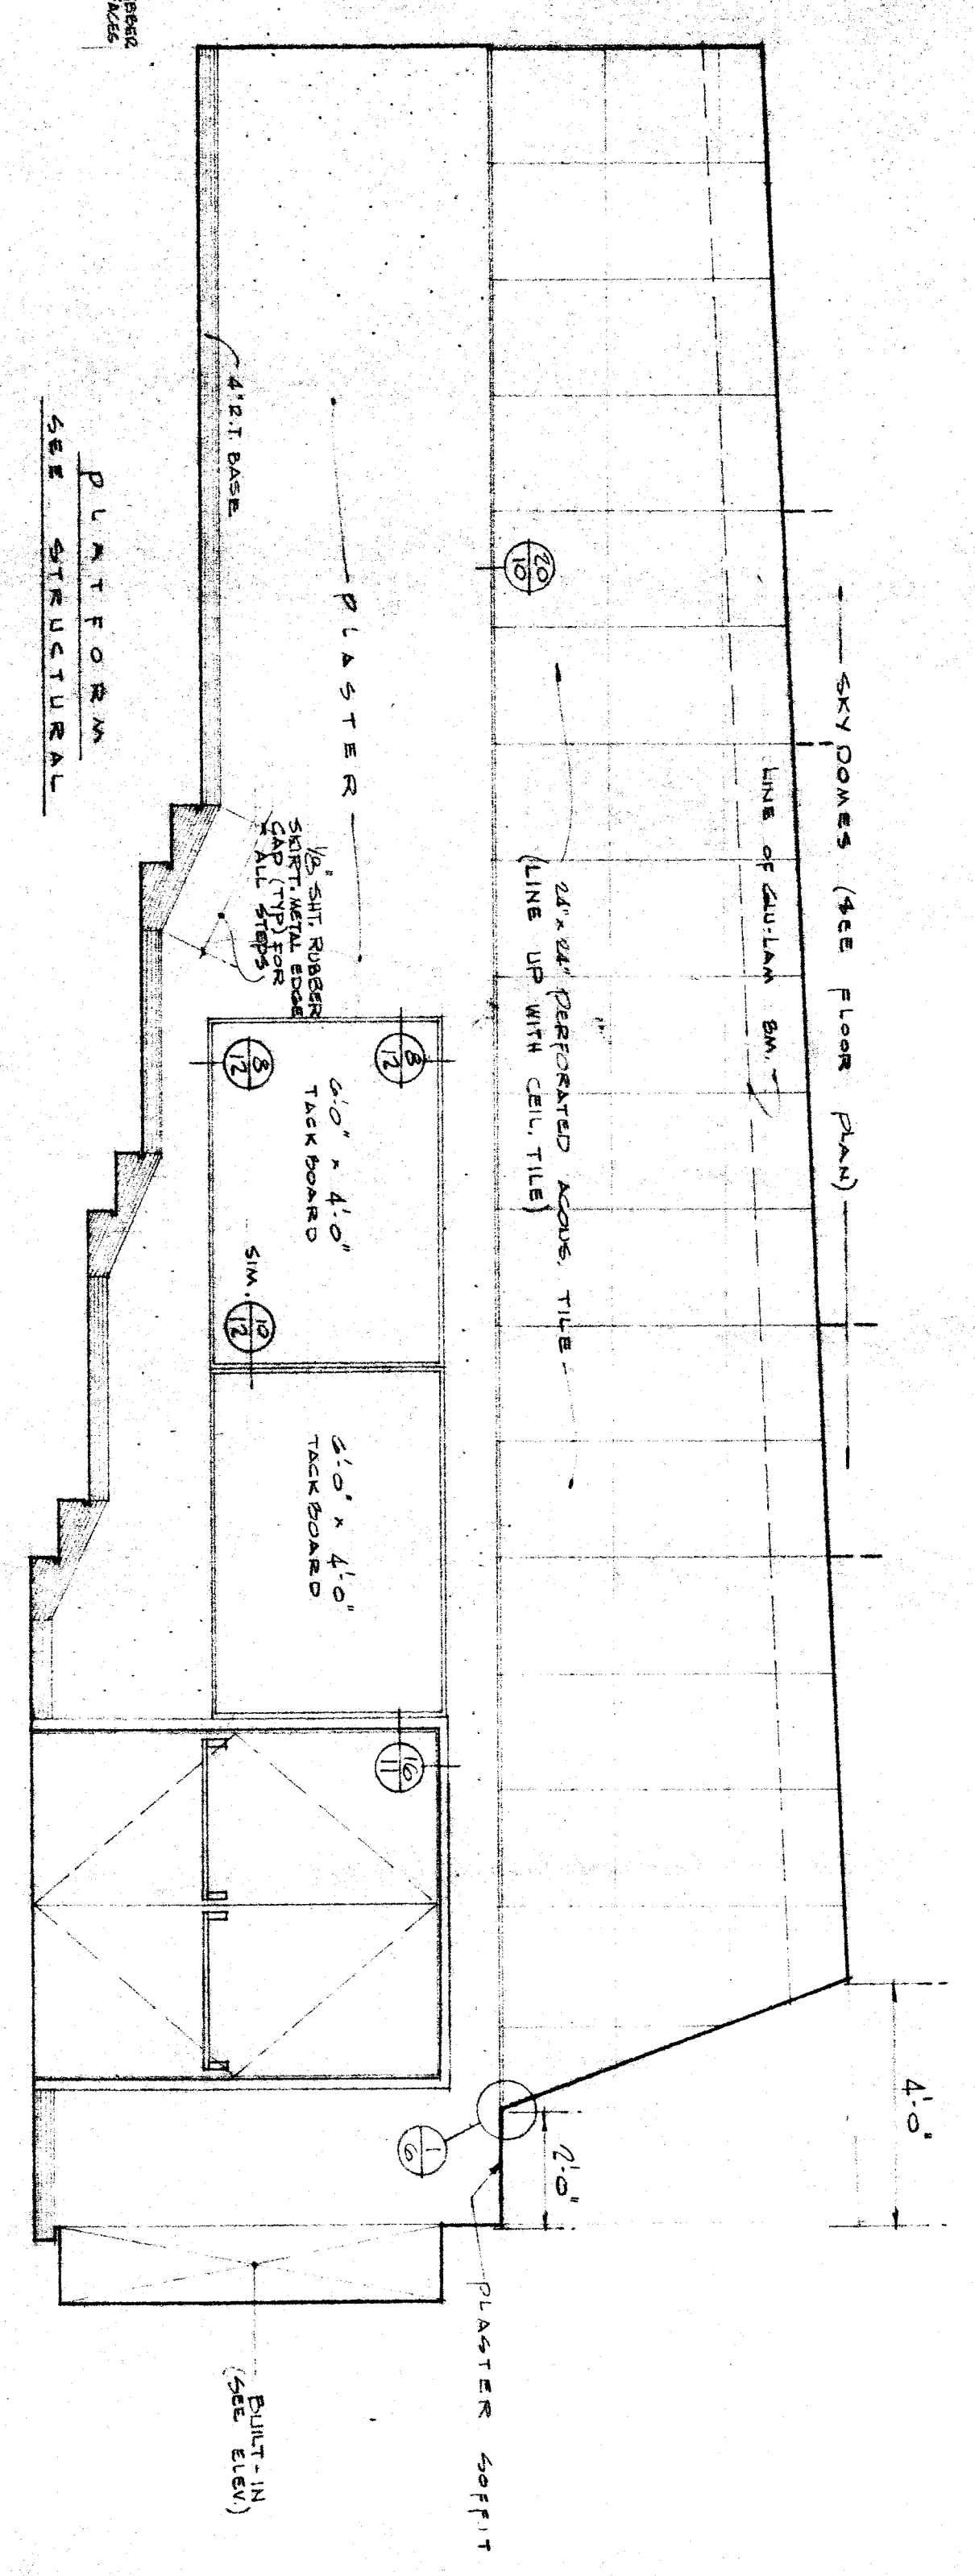 SKYDOMES (SEE FLOOR PLAN)
LINE OF GLU-LAM BM.
4'-0"
2'-0"
24" x 24" PERFORATED ACOUS. TILE
(LINE UP WITH CEIL. TILE)
20
10
PLASTER
4" R.T. BASE
1/8" SHT. RUBBER
SKIRT. METAL EDGE
CAP (TYP) FOR
ALL STEPS
8
12
8
12
6'-0" x 4'-0"
TACKBOARD
SIM.
10
12
6'-0" x 4'-0"
TACKBOARD
16
11
1
6
PLASTER SOFFIT
BUILT-IN
(SEE ELEV.)
PLATFORM
SEE STRUCTURAL